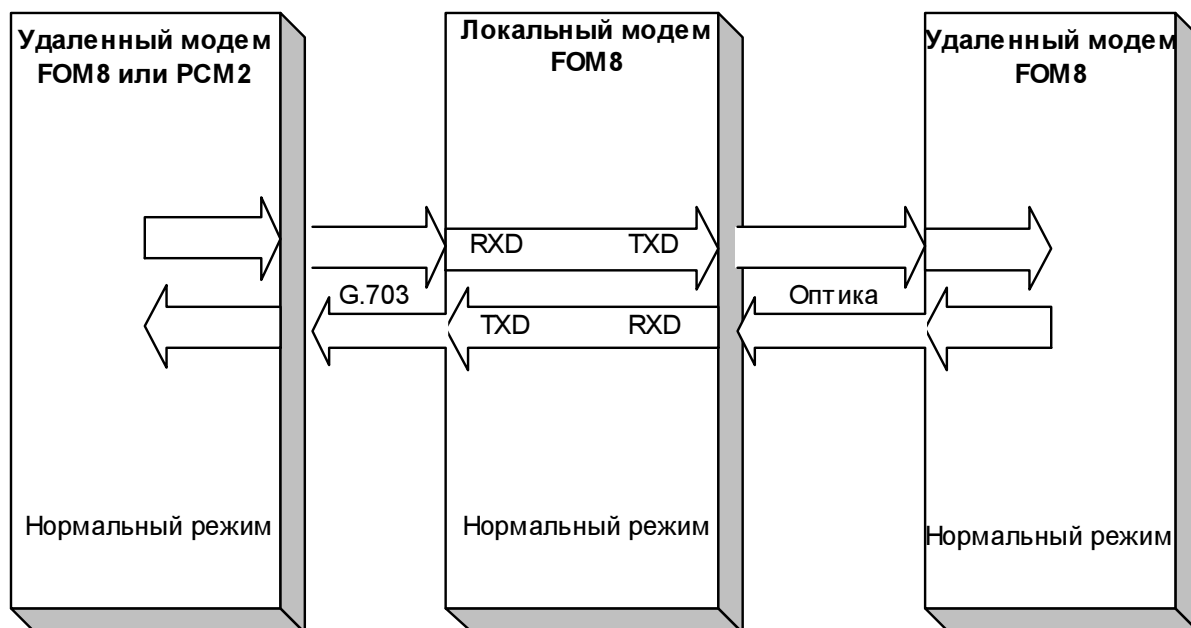 Удаленный модем
FOM8 или PCM2
Локальный модем
FOM8
Удаленный модем
FOM8
RXD
TXD
G.703
Оптика
TXD
RXD
Нормальный режим
Нормальный режим
Нормальный режим